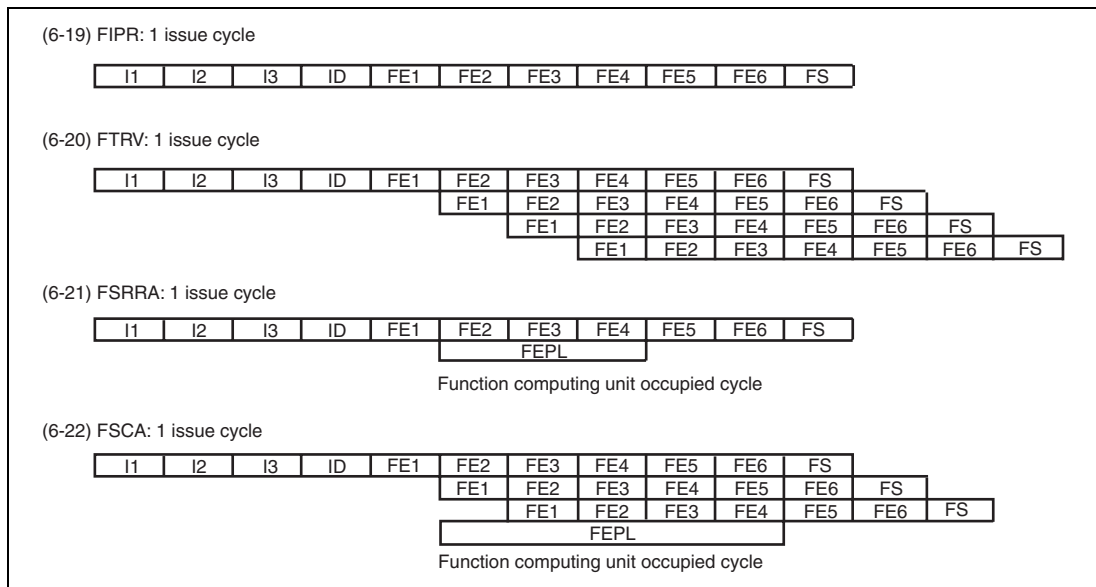 (6-19) FIPR: 1 issue cycle
I1 I2 I3 ID FE1 FE2 FE3 FE4 FE5 FE6 FS
(6-20) FTRV: 1 issue cycle
I1 I2 I3 ID FE1 FE2 FE3 FE4 FE5 FE6 FS
FE1 FE2 FE3 FE4 FE5 FE6 FS
FE1 FE2 FE3 FE4 FE5 FE6 FS
FE1 FE2 FE3 FE4 FE5 FE6 FS
(6-21) FSRRA: 1 issue cycle
I1 I2 I3 ID FE1 FE2 FE3 FE4 FE5 FE6 FS
FEPL
Function computing unit occupied cycle
(6-22) FSCA: 1 issue cycle
I1 I2 I3 ID FE1 FE2 FE3 FE4 FE5 FE6 FS
FE1 FE2 FE3 FE4 FE5 FE6 FS
FE1 FE2 FE3 FE4 FE5 FE6 FS
FEPL
Function computing unit occupied cycle